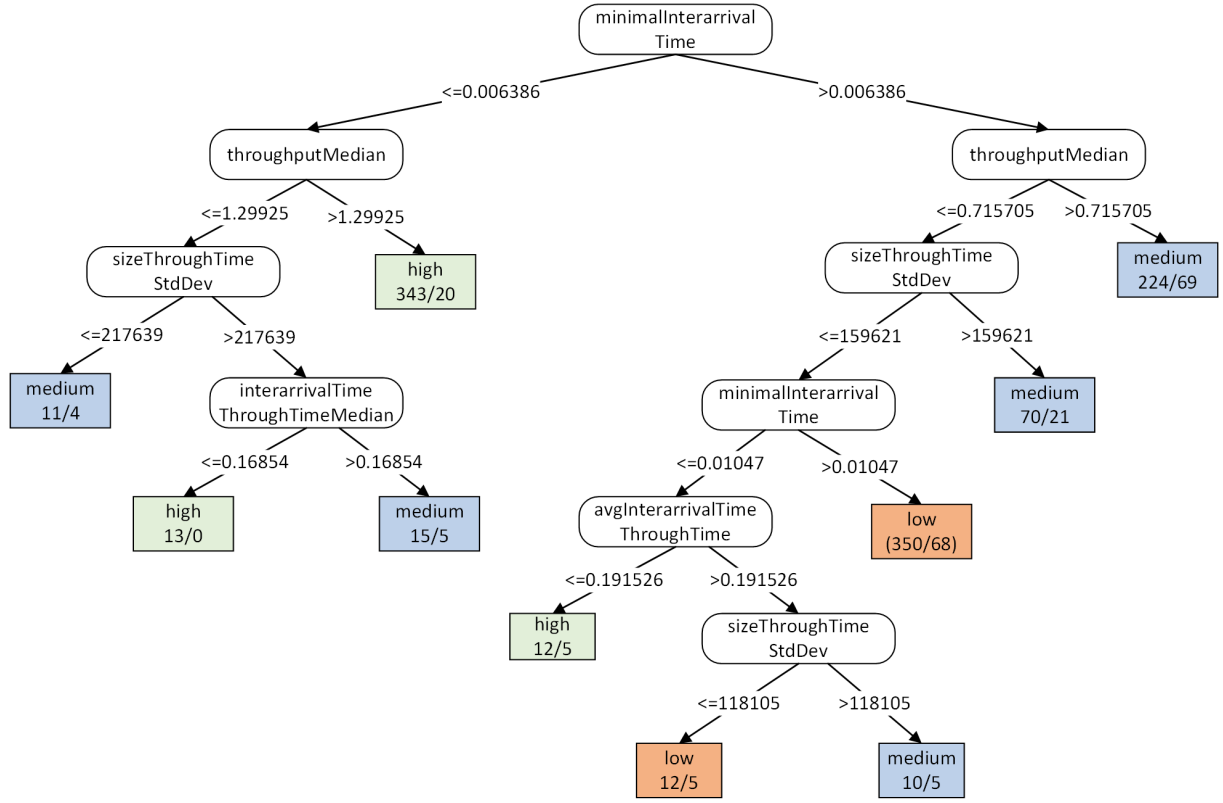 minimalInterarrival
Time
<=0.006386
>0.006386
throughputMedian
throughputMedian
<=1.29925
>1.29925
<=0.715705
>0.715705
sizeThroughTime
StdDev
high
343/20
sizeThroughTime
StdDev
medium
224/69
<=217639
>217639
<=159621
>159621
medium
11/4
interarrivalTime
ThroughTimeMedian
minimalInterarrival
Time
medium
70/21
<=0.16854
>0.16854
<=0.01047
>0.01047
high
13/0
medium
15/5
avgInterarrivalTime
ThroughTime
low
(350/68)
<=0.191526
>0.191526
high
12/5
sizeThroughTime
StdDev
<=118105
>118105
low
12/5
medium
10/5